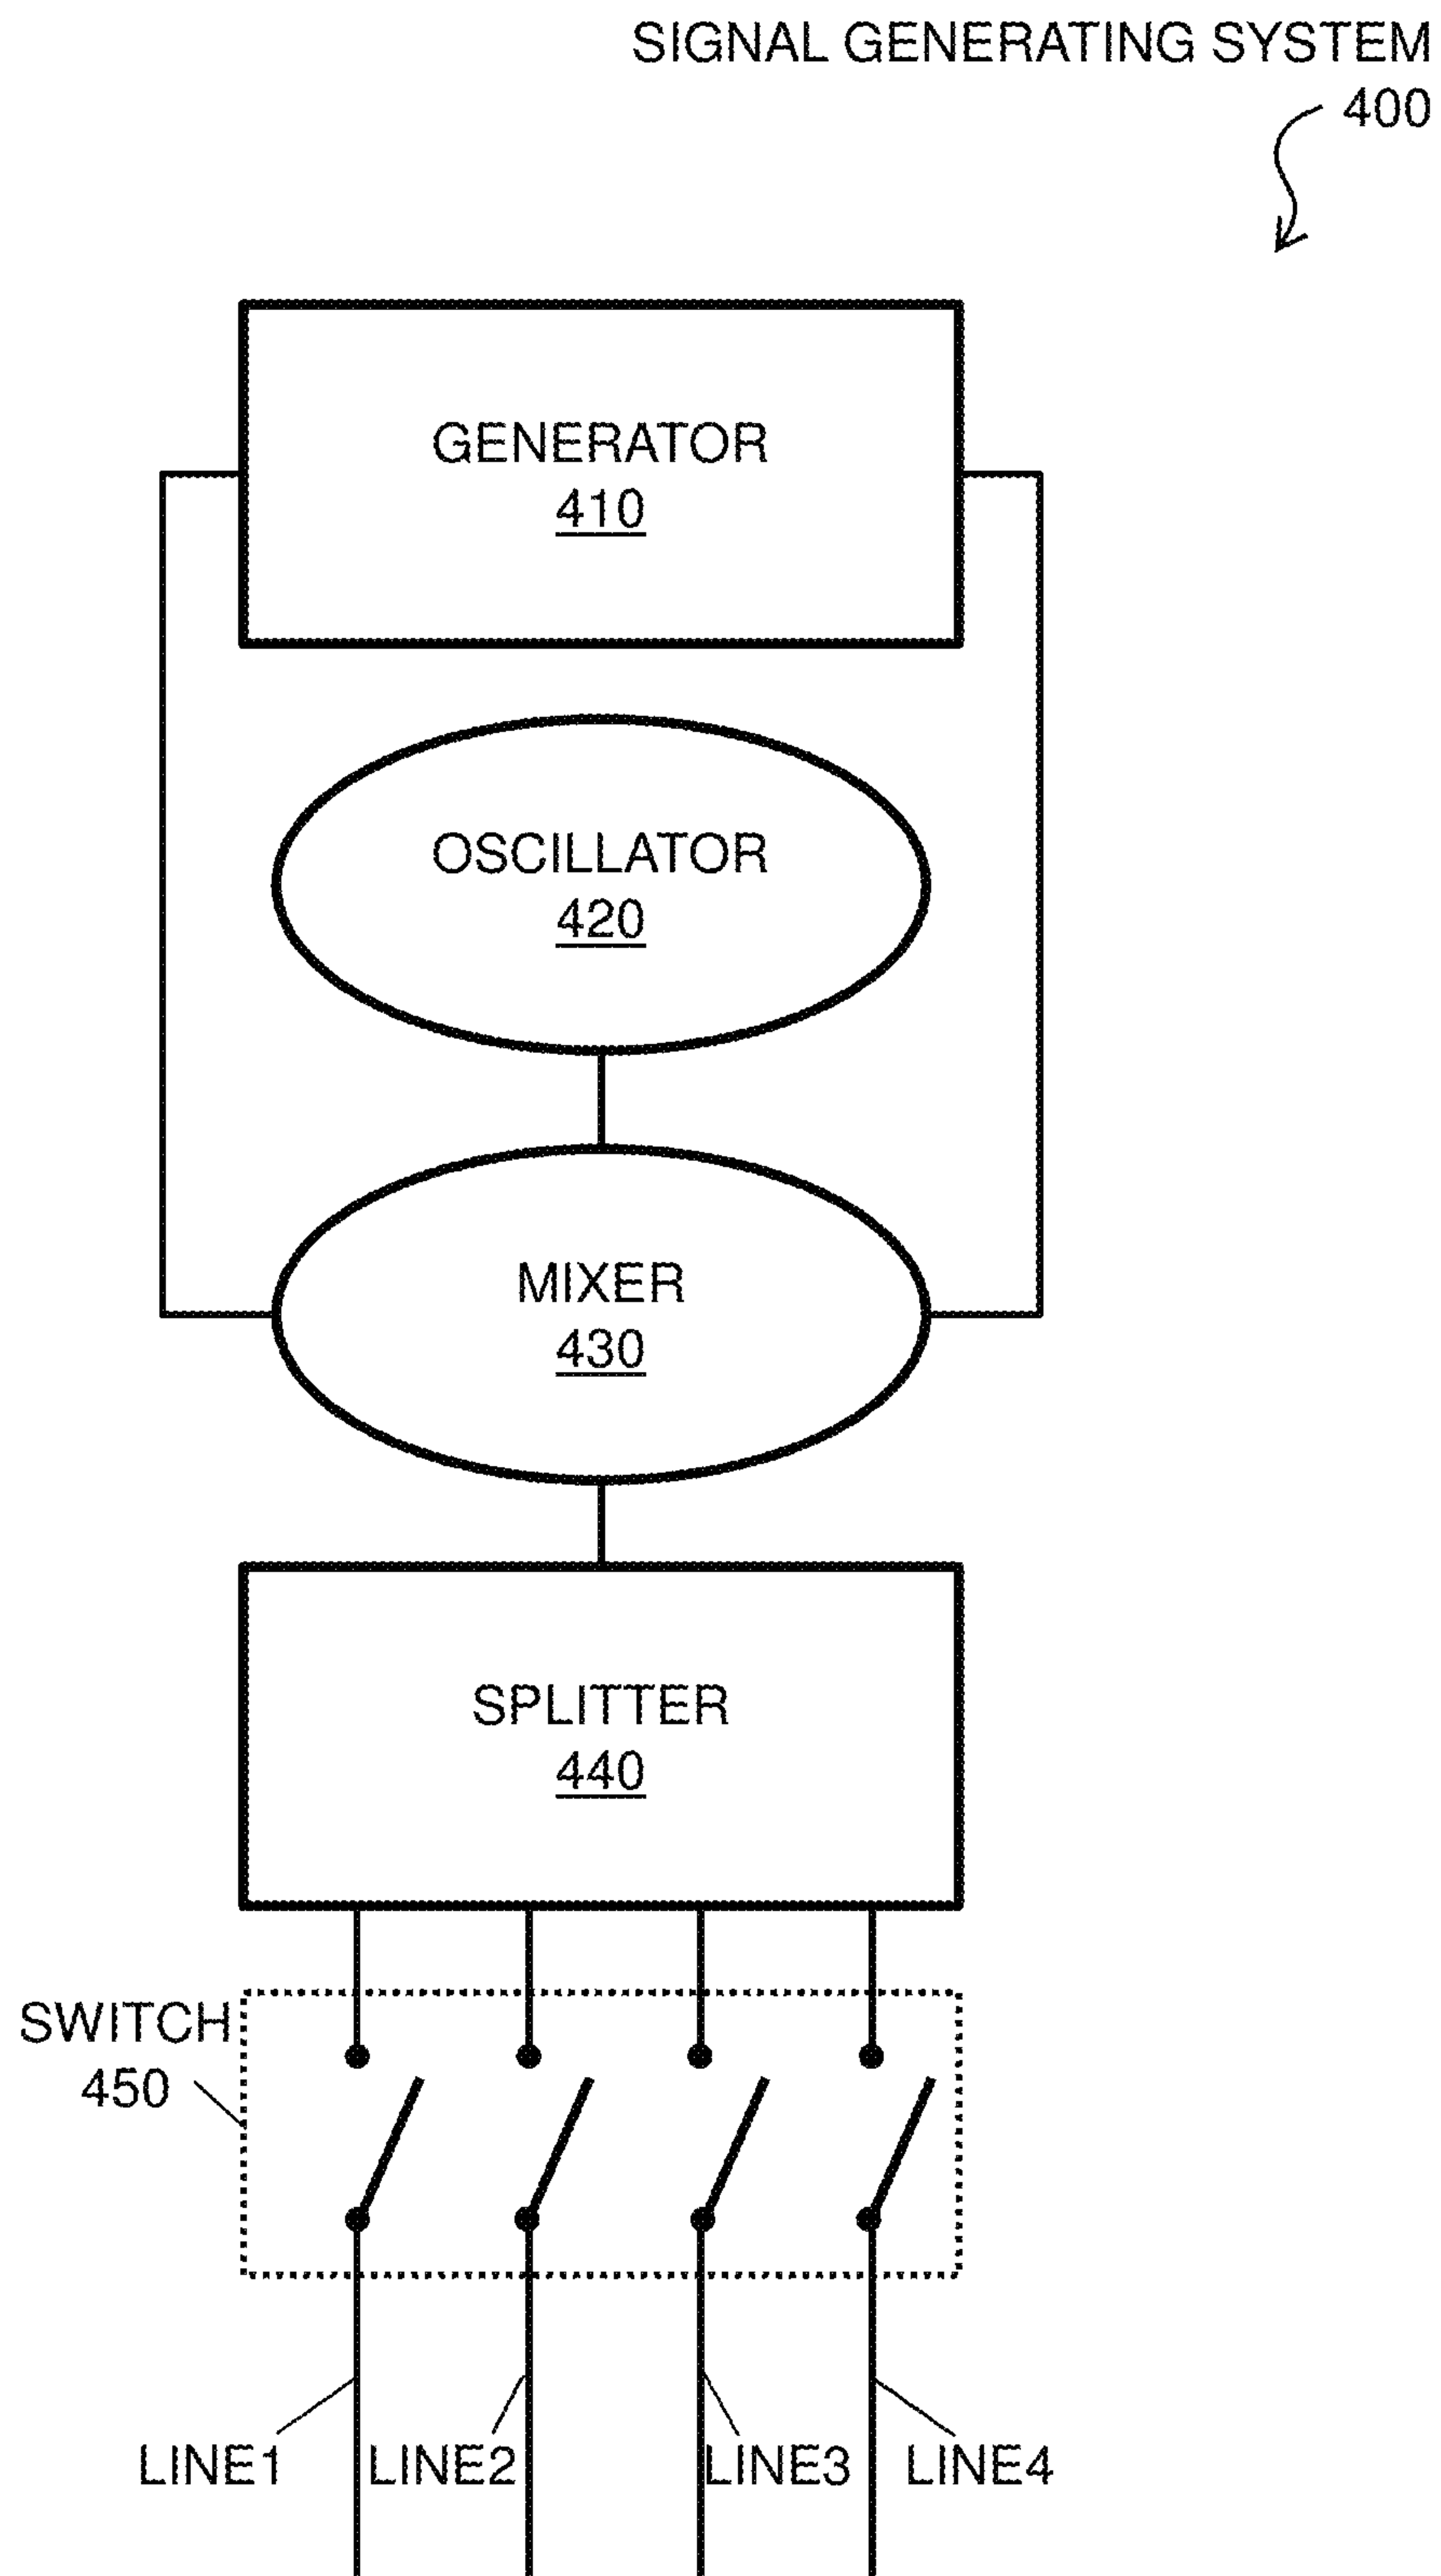 SIGNAL GENERATING SYSTEM
400
GENERATOR
410
OSCILLATOR
420
MIXER
430
SPLITTER
440
SWITCH
450
LINE1 LINE2 LINE3 LINE4